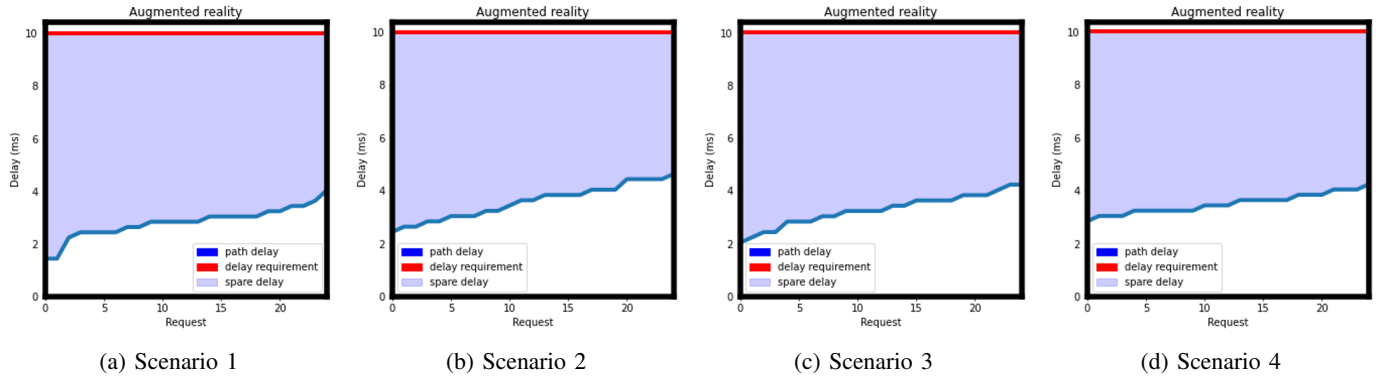 Augmented reality
10
8
6
4
2
0
Delay (ms)
path delay
delay requirement
spare delay
0
5
10
15
20
Request
(a) Scenario 1
Augmented reality
10
8
6
4
2
0
Delay (ms)
path delay
delay requirement
spare delay
0
5
10
15
20
Request
(b) Scenario 2
Augmented reality
10
8
6
4
2
0
Delay (ms)
path delay
delay requirement
spare delay
0
5
10
15
20
Request
(c) Scenario 3
Augmented reality
10
8
6
4
2
0
Delay (ms)
path delay
delay requirement
spare delay
0
5
10
15
20
Request
(d) Scenario 4